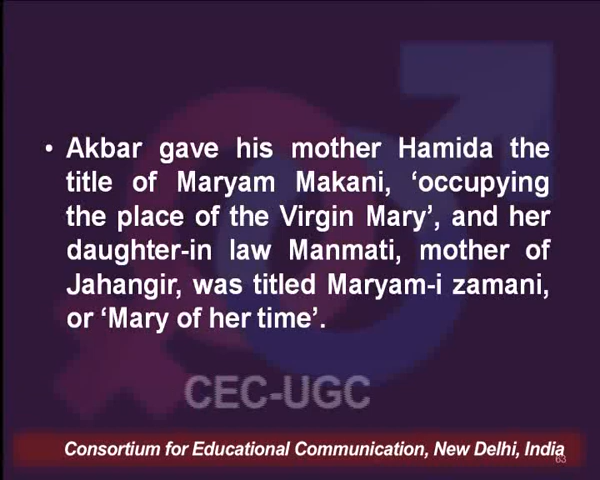 • Akbar gave his mother Hamida the
title of Maryam Makani, ‘occupying
the place of the Virgin Mary’, and her
daughter-in law Manmati, mother of
Jahangir, was titled Maryam-i zamani,
or ‘Mary of her time’.
CEC-UGC
Consortium for Educational Communication, New Delhi, India
63